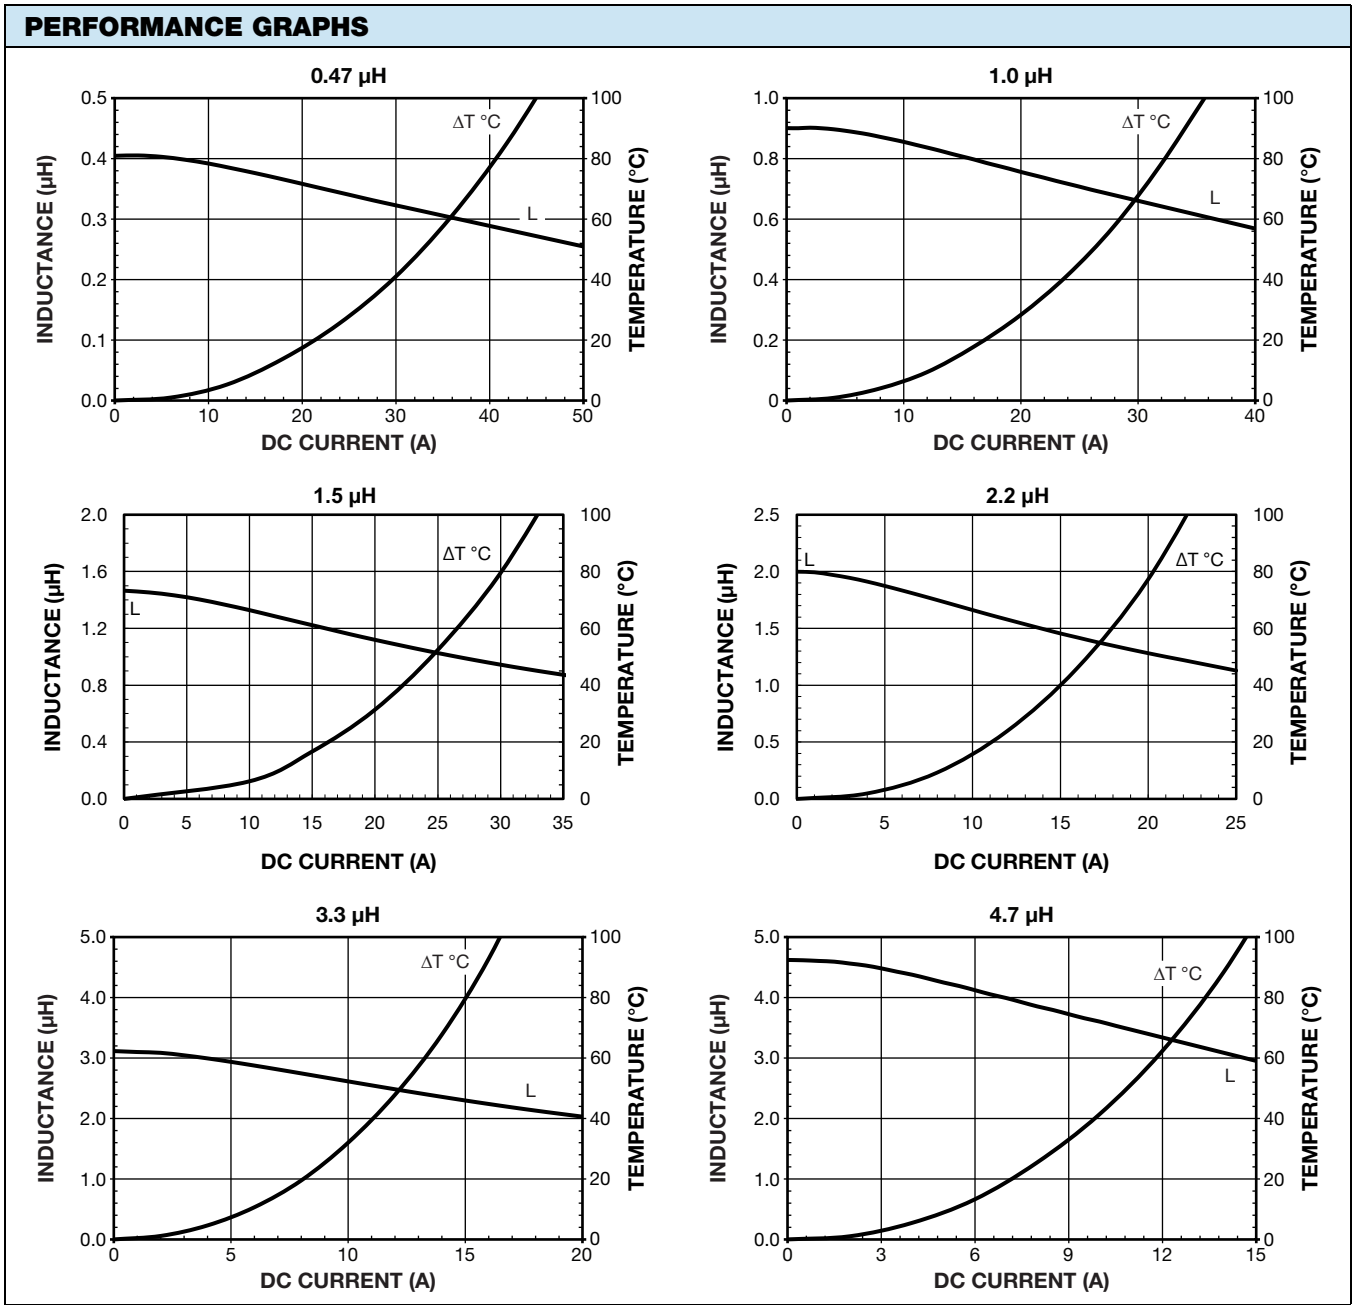 PERFORMANCE GRAPHS
0.47 µH
0.5
0.4
0.3
0.2
0.1
0.0
INDUCTANCE (µH)
ΔT °C
L
100
80
60
40
20
0
TEMPERATURE (°C)
0 10 20 30 40 50
DC CURRENT (A)
1.0 µH
1.0
0.8
0.6
0.4
0.2
0
INDUCTANCE (µH)
ΔT °C
L
100
80
60
40
20
0
TEMPERATURE (°C)
0 10 20 30 40
DC CURRENT (A)
1.5 µH
2.0
1.6
1.2
0.8
0.4
0.0
INDUCTANCE (µH)
ΔT °C
L
100
80
60
40
20
0
TEMPERATURE (°C)
0 5 10 15 20 25 30 35
DC CURRENT (A)
2.2 µH
2.5
2.0
1.5
1.0
0.5
0.0
INDUCTANCE (µH)
L
ΔT °C
100
80
60
40
20
0
TEMPERATURE (°C)
0 5 10 15 20 25
DC CURRENT (A)
3.3 µH
5.0
4.0
3.0
2.0
1.0
0.0
INDUCTANCE (µH)
ΔT °C
L
100
80
60
40
20
0
TEMPERATURE (°C)
0 5 10 15 20
DC CURRENT (A)
4.7 µH
5.0
4.0
3.0
2.0
1.0
0.0
INDUCTANCE (µH)
ΔT °C
L
100
80
60
40
20
0
TEMPERATURE (°C)
0 3 6 9 12 15
DC CURRENT (A)